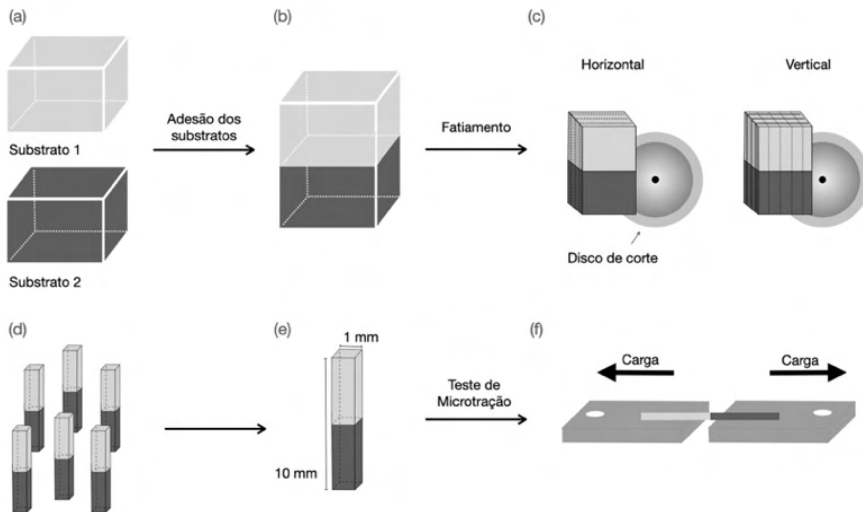 (a)
(b)
(c)
Substrato 1
Substrato 2
Adesão dos
substratos
Fatiamento
Horizontal
Vertical
Disco de corte
(d)
(e)
(f)
1 mm
10 mm
Teste de
Microtração
Carga
Carga